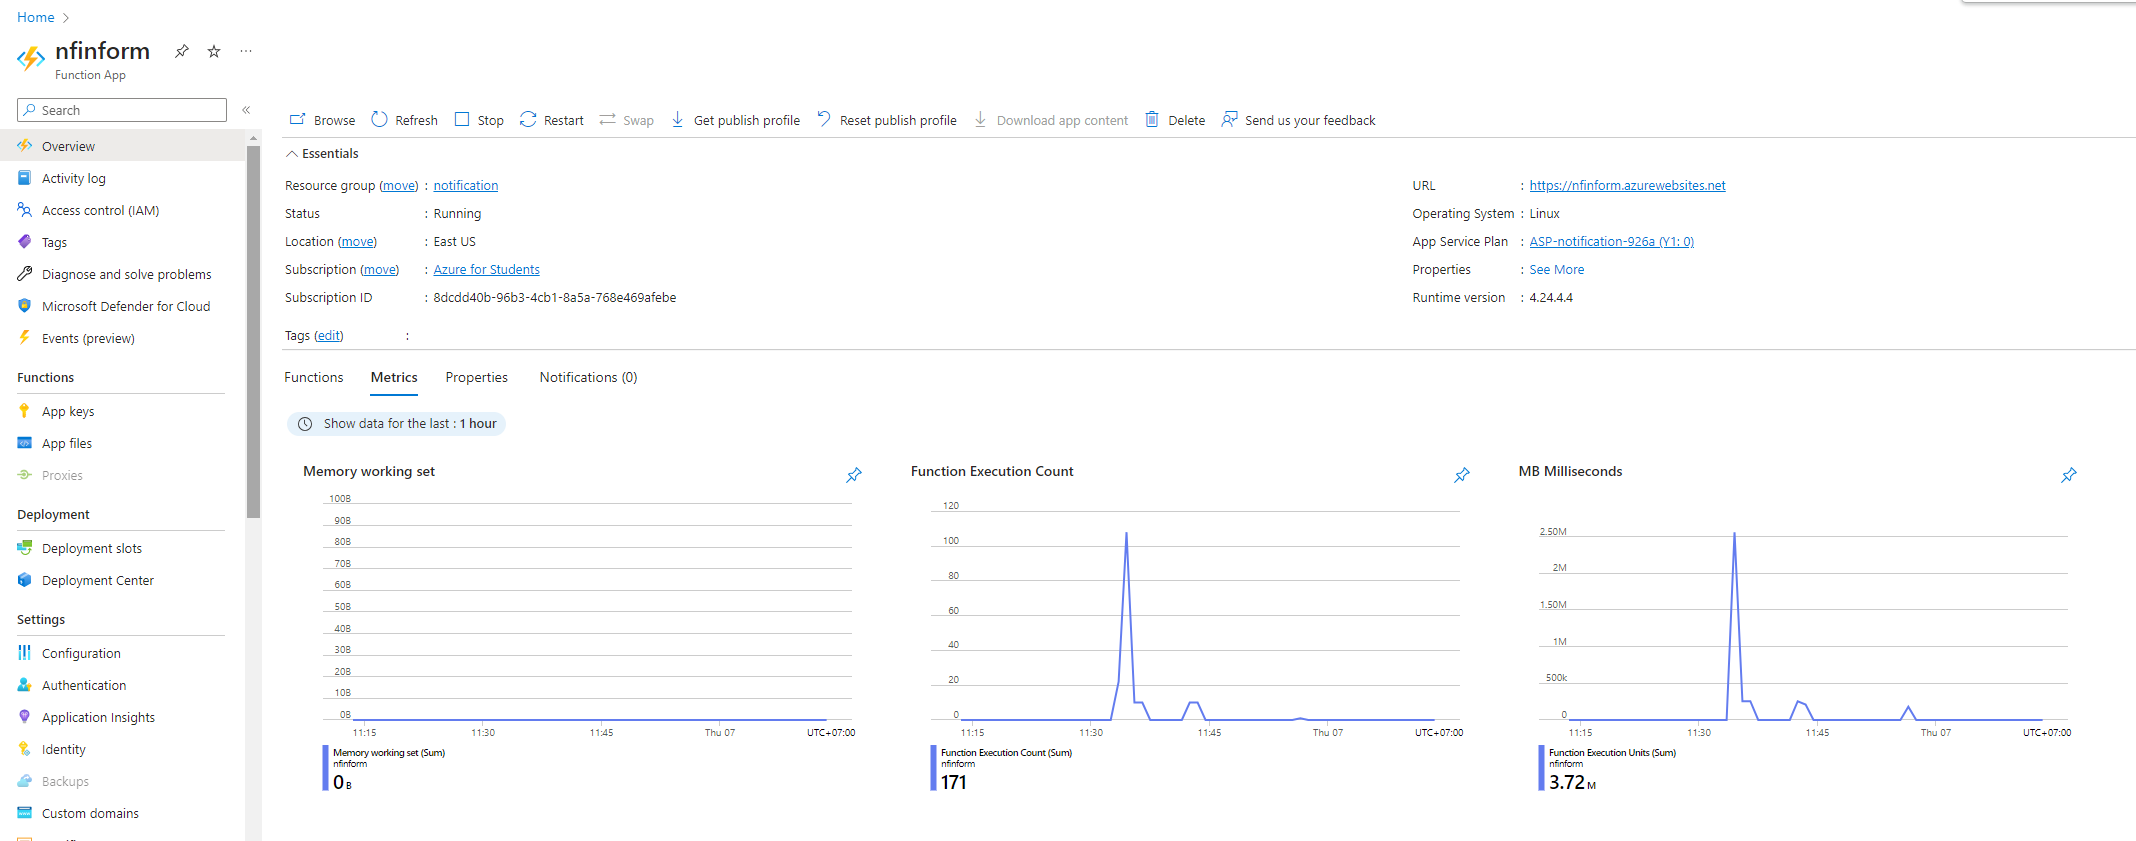 Home
nfinform
Function App
Search
Overview
Activity log
Access control (IAM)
Tags
Diagnose and solve problems
Microsoft Defender for Cloud
Events (preview)
Functions
App keys
App files
Proxies
Deployment
Deployment slots
Deployment Center
Settings
Configuration
Authentication
Application Insights
Identity
Backups
Custom domains
Browse Refresh Stop Restart Swap Get publish profile Reset publish profile Download app content Delete Send us your feedback
Essentials
Resource group (move) : notification
Status : Running
Location (move) : East US
Subscription (move) : Azure for Students
Subscription ID : 8dcdd40b-96b3-4cb1-8a5a-768e469afebe
Tags (edit) :
URL : https://nfinform.azurewebsites.net
Operating System : Linux
App Service Plan : ASP-notification-926a (Y1: 0)
Properties : See More
Runtime version : 4.24.4.4
Functions Metrics Properties Notifications (0)
Show data for the last : 1 hour
Memory working set
100B
90B
80B
70B
60B
50B
40B
30B
20B
10B
0B
11:15 11:30 11:45 Thu 07 UTC+07:00
Memory working set (Sum)
nfinform
0 B
Function Execution Count
120
100
80
60
40
20
0
11:15 11:30 11:45 Thu 07 UTC+07:00
Function Execution Count (Sum)
nfinform
171
MB Milliseconds
2.50M
2M
1.50M
1M
500k
0
11:15 11:30 11:45 Thu 07 UTC+07:00
Function Execution Units (Sum)
nfinform
3.72 M